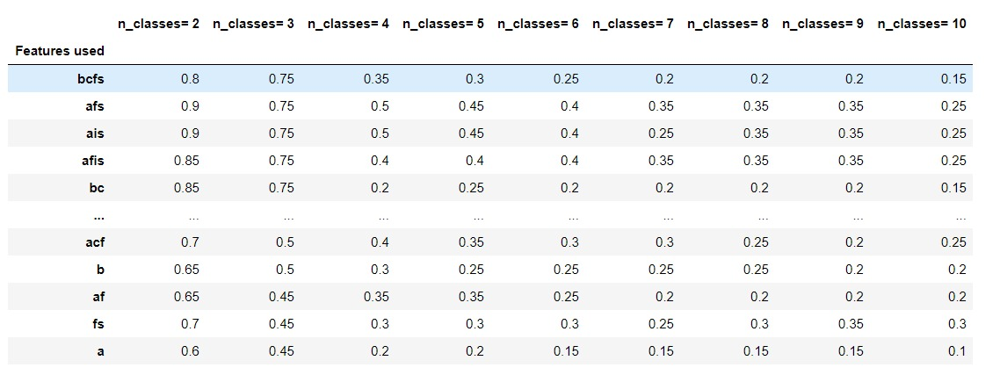 n_classes= 2 n_classes= 3 n_classes= 4 n_classes= 5 n_classes= 6 n_classes= 7 n_classes= 8 n_classes= 9 n_classes= 10
Features used
bcfs 0.8 0.75 0.35 0.3 0.25 0.2 0.2 0.2 0.15
afs 0.9 0.75 0.5 0.45 0.4 0.35 0.35 0.35 0.25
ais 0.9 0.75 0.5 0.45 0.4 0.25 0.35 0.35 0.25
afis 0.85 0.75 0.4 0.4 0.4 0.35 0.35 0.35 0.25
bc 0.85 0.75 0.2 0.25 0.2 0.2 0.2 0.2 0.15
... ... ... ... ... ... ... ... ... ...
acf 0.7 0.5 0.4 0.35 0.3 0.3 0.25 0.2 0.25
b 0.65 0.5 0.3 0.25 0.25 0.25 0.25 0.2 0.2
af 0.65 0.45 0.35 0.35 0.25 0.2 0.2 0.2 0.2
fs 0.7 0.45 0.3 0.3 0.3 0.25 0.3 0.35 0.3
a 0.6 0.45 0.2 0.2 0.15 0.15 0.15 0.15 0.1